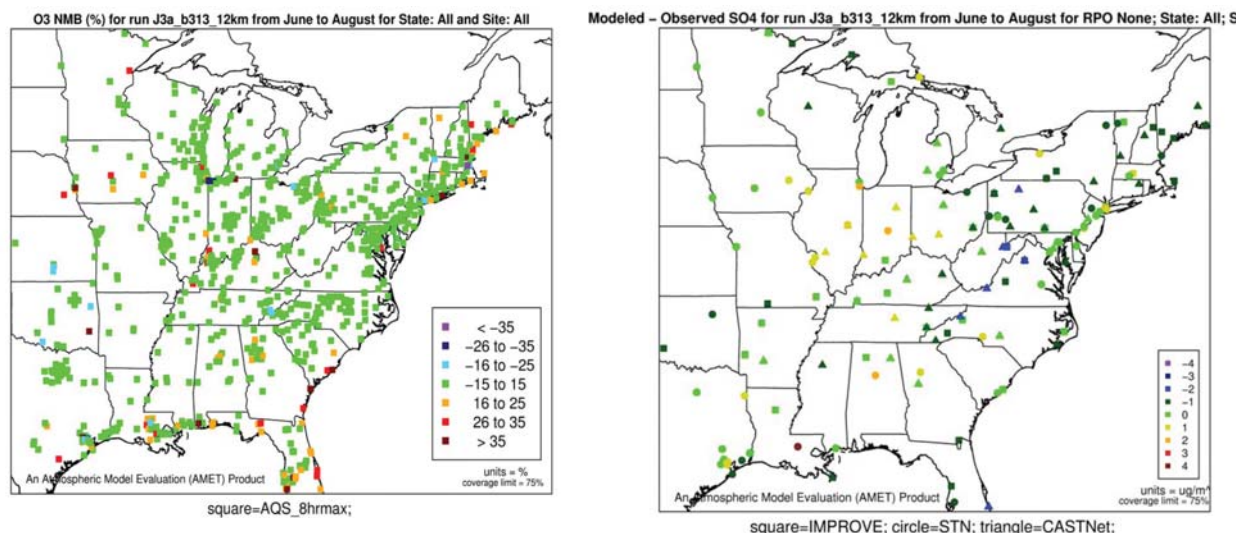 O3 NMB (%) for run J3a_b313_12km from June to August for State: All and Site: All
< −35
−26 to −35
−16 to −25
−15 to 15
16 to 25
26 to 35
> 35
units = %
coverage limit = 75%
An Atmospheric Model Evaluation (AMET) Product
square=AQS_8hrmax;
Modeled − Observed SO4 for run J3a_b313_12km from June to August for RPO None; State: All; S
−4
−3
−2
−1
0
1
2
3
4
units = ug/m^
coverage limit = 75%
An Atmospheric Model Evaluation (AMET) Product
square=IMPROVE; circle=STN; triangle=CASTNet;